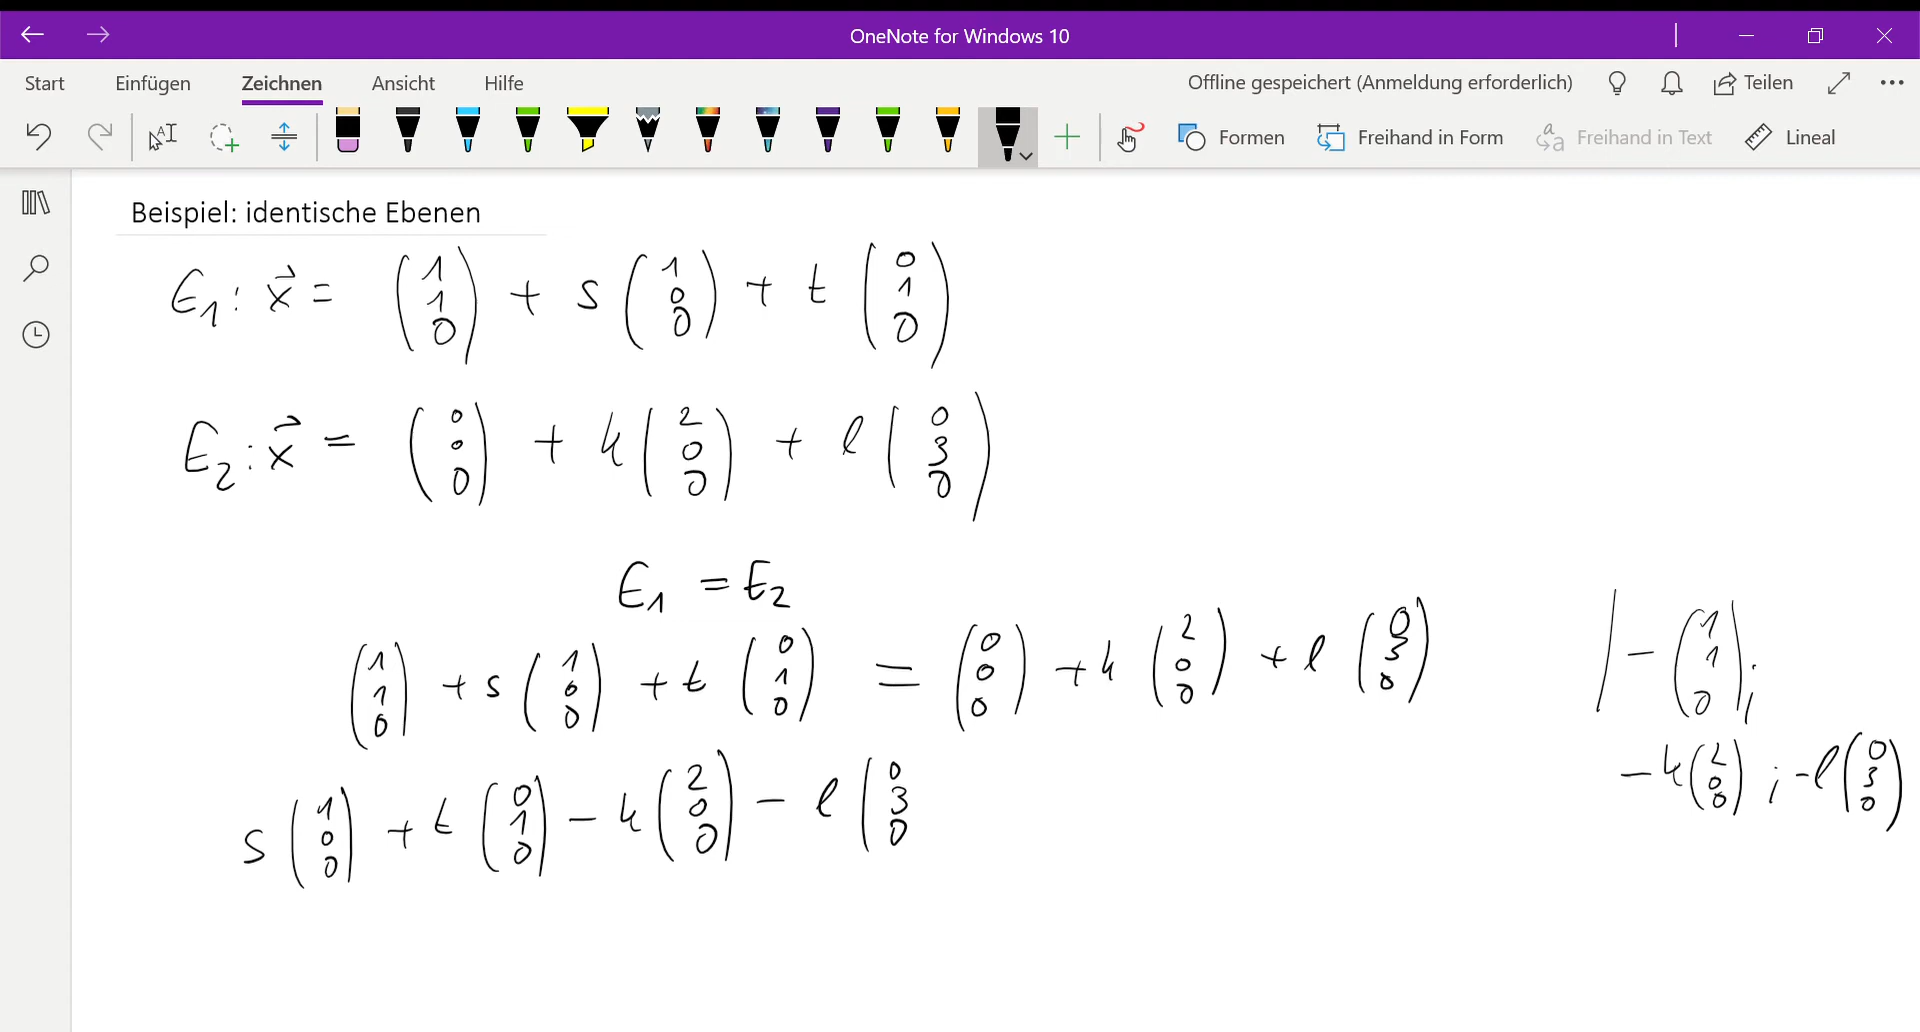 OneNote for Windows 10
Start Einfügen Zeichnen Ansicht Hilfe Offline gespeichert (Anmeldung erforderlich) Teilen
Formen Freihand in Form Freihand in Text Lineal
Beispiel: identische Ebenen
E₁: x⃗ = (1 1 0) + s (1 0 0) + t (0 1 0)
E₂: x⃗ = (0 0 0) + k (2 0 0) + l (0 3 0)
E₁ = E₂
(1 1 0) + s (1 0 0) + t (0 1 0) = (0 0 0) + k (2 0 0) + l (0 3 0) | - (1 1 0) ;
- k (2 0 0) ; - l (0 3 0)
s (1 0 0) + t (0 1 0) - k (2 0 0) - l (0 3 0